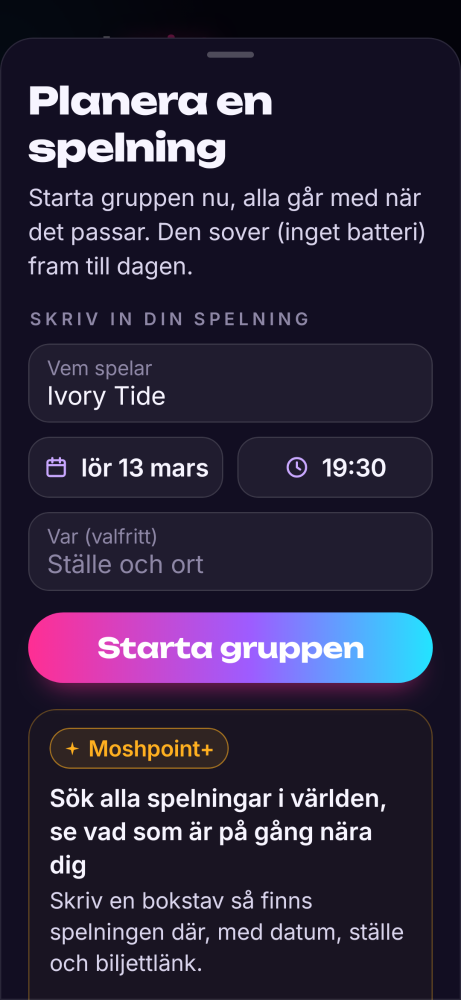 Planera en
spelning
Starta gruppen nu, alla går med när
det passar. Den sover (inget batteri)
fram till dagen.
SKRIV IN DIN SPELNING
Vem spelar
Ivory Tide
lör 13 mars
19:30
Var (valfritt)
Ställe och ort
Starta gruppen
Moshpoint+
Sök alla spelningar i världen,
se vad som är på gång nära
dig
Skriv en bokstav så finns
spelningen där, med datum, ställe
och biljettlänk.